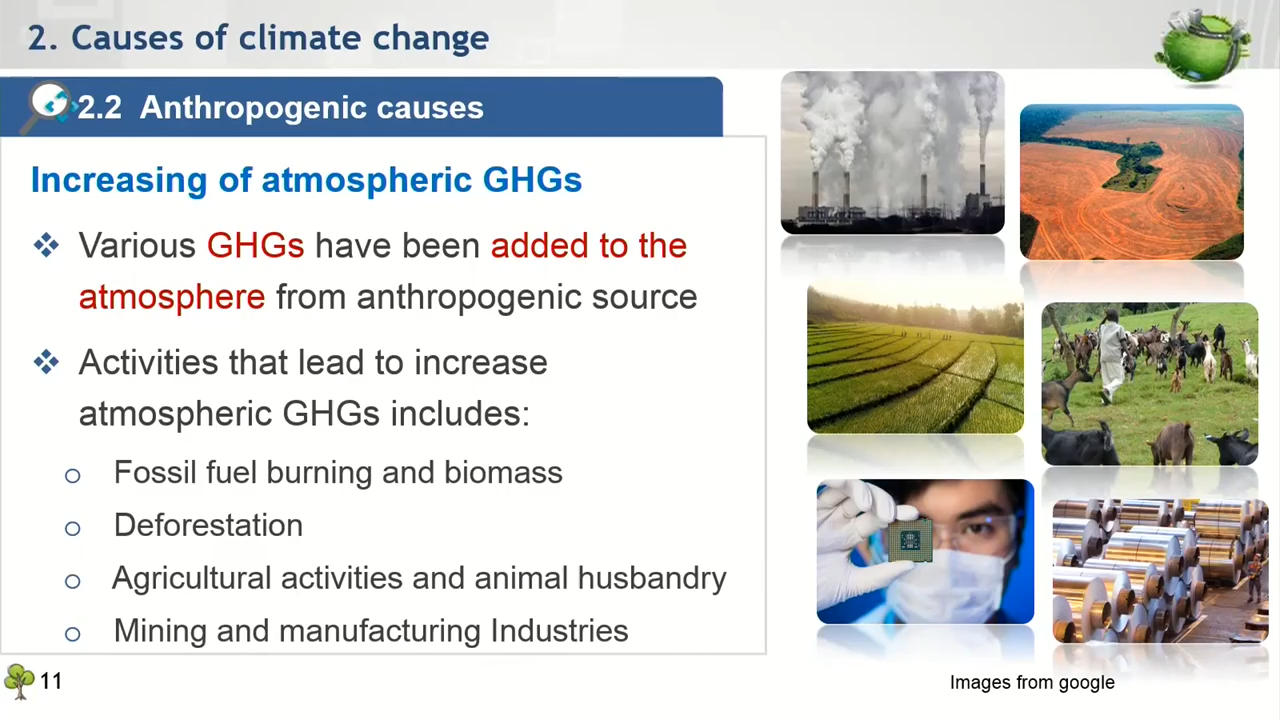 2. Causes of climate change
2.2 Anthropogenic causes
Increasing of atmospheric GHGs
❖ Various GHGs have been added to the
atmosphere from anthropogenic source
❖ Activities that lead to increase
atmospheric GHGs includes:
o Fossil fuel burning and biomass
o Deforestation
o Agricultural activities and animal husbandry
o Mining and manufacturing Industries
11
Images from google